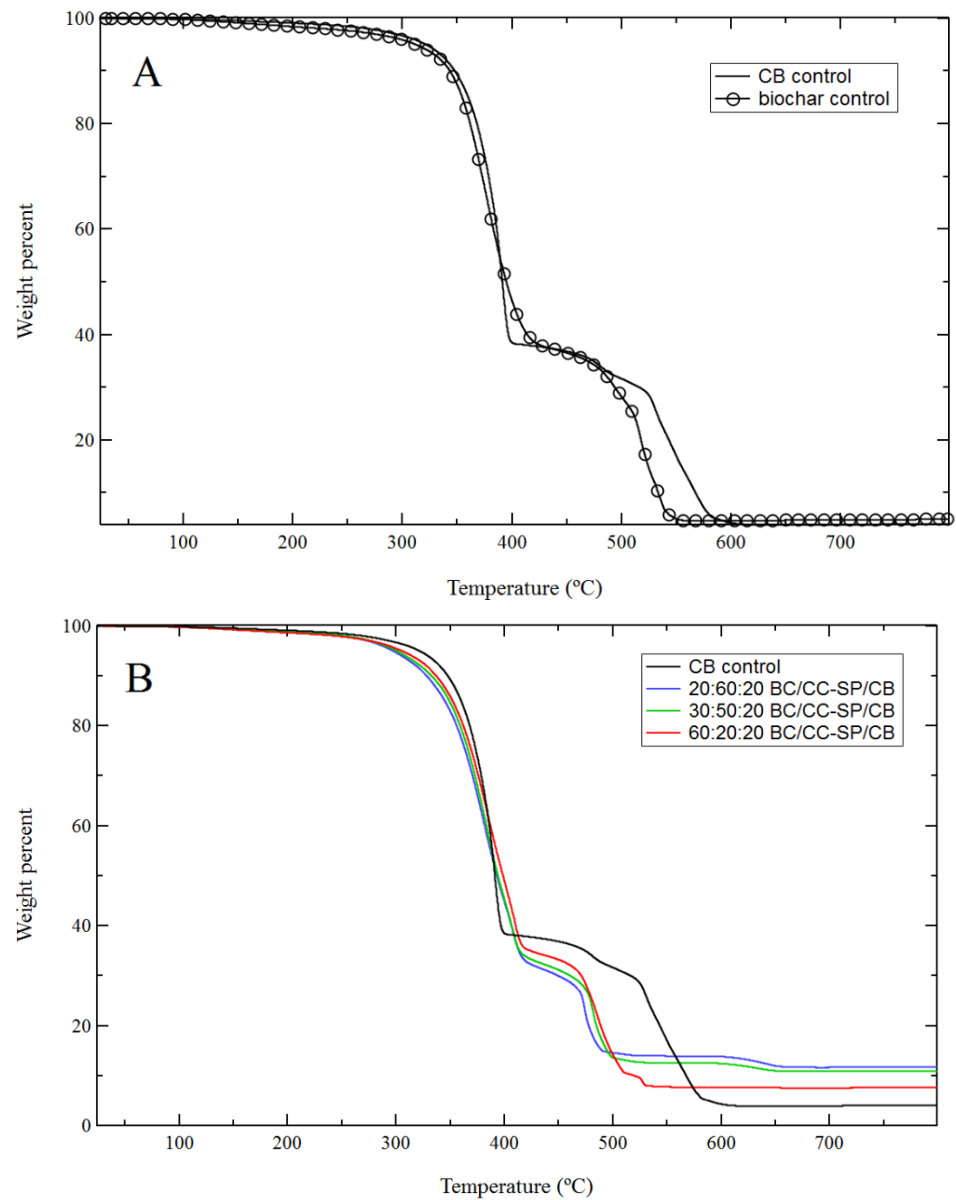 100
A
CB control
biochar control
80
60
40
20
Weight percent
100 200 300 400 500 600 700
Temperature (ºC)
100
B
CB control
20:60:20 BC/CC-SP/CB
30:50:20 BC/CC-SP/CB
60:20:20 BC/CC-SP/CB
80
60
40
20
0
Weight percent
100 200 300 400 500 600 700
Temperature (ºC)